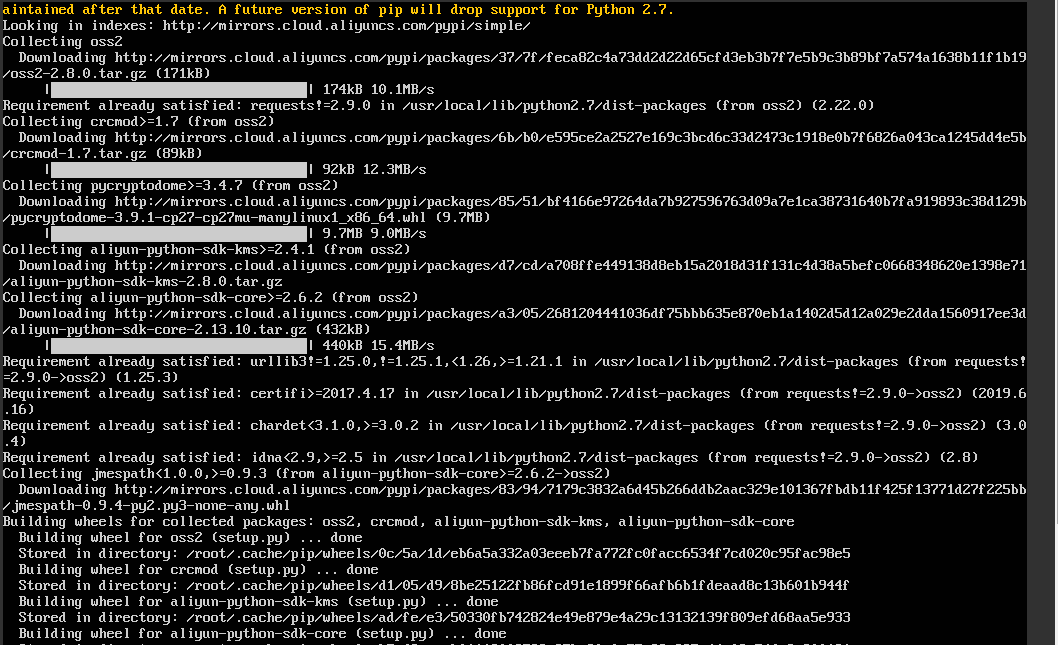 aintained after that date. A future version of pip will drop support for Python 2.7.
Looking in indexes: http://mirrors.cloud.aliyuncs.com/pypi/simple/
Collecting oss2
  Downloading http://mirrors.cloud.aliyuncs.com/pypi/packages/37/7f/feca82c4a73dd2d22d65cfd3eb3b7f7e5b9c3b89bf7a574a1638b11f1b19
/oss2-2.8.0.tar.gz (171kB)
     || 174kB 10.1MB/s
Requirement already satisfied: requests!=2.9.0 in /usr/local/lib/python2.7/dist-packages (from oss2) (2.22.0)
Collecting crcmod>=1.7 (from oss2)
  Downloading http://mirrors.cloud.aliyuncs.com/pypi/packages/6b/b0/e595ce2a2527e169c3bcd6c33d2473c1918e0b7f6826a043ca1245dd4e5b
/crcmod-1.7.tar.gz (89kB)
     || 92kB 12.3MB/s
Collecting pycryptodome>=3.4.7 (from oss2)
  Downloading http://mirrors.cloud.aliyuncs.com/pypi/packages/85/51/bf4166e97264da7b927596763d09a7e1ca38731640b7fa919893c38d129b
/pycryptodome-3.9.1-cp27-cp27mu-manylinux1_x86_64.whl (9.7MB)
     || 9.7MB 9.0MB/s
Collecting aliyun-python-sdk-kms>=2.4.1 (from oss2)
  Downloading http://mirrors.cloud.aliyuncs.com/pypi/packages/d7/cd/a708ffe449138d8eb15a2018d31f131c4d38a5befc0668348620e1398e71
/aliyun-python-sdk-kms-2.8.0.tar.gz
Collecting aliyun-python-sdk-core>=2.6.2 (from oss2)
  Downloading http://mirrors.cloud.aliyuncs.com/pypi/packages/a3/05/2681204441036df75bbb635e870eb1a1402d5d12a029e2dda1560917ee3d
/aliyun-python-sdk-core-2.13.10.tar.gz (432kB)
     || 440kB 15.4MB/s
Requirement already satisfied: urllib3!=1.25.0,!=1.25.1,<1.26,>=1.21.1 in /usr/local/lib/python2.7/dist-packages (from requests!
=2.9.0->oss2) (1.25.3)
Requirement already satisfied: certifi>=2017.4.17 in /usr/local/lib/python2.7/dist-packages (from requests!=2.9.0->oss2) (2019.6
.16)
Requirement already satisfied: chardet<3.1.0,>=3.0.2 in /usr/local/lib/python2.7/dist-packages (from requests!=2.9.0->oss2) (3.0
.4)
Requirement already satisfied: idna<2.9,>=2.5 in /usr/local/lib/python2.7/dist-packages (from requests!=2.9.0->oss2) (2.8)
Collecting jmespath<1.0.0,>=0.9.3 (from aliyun-python-sdk-core>=2.6.2->oss2)
  Downloading http://mirrors.cloud.aliyuncs.com/pypi/packages/83/94/7179c3832a6d45b266ddb2aac329e101367fbdb11f425f13771d27f225bb
/jmespath-0.9.4-py2.py3-none-any.whl
Building wheels for collected packages: oss2, crcmod, aliyun-python-sdk-kms, aliyun-python-sdk-core
  Building wheel for oss2 (setup.py) ... done
  Stored in directory: /root/.cache/pip/wheels/0c/5a/1d/eb6a5a332a03eeeb7fa772fc0facc6534f7cd020c95fac98e5
  Building wheel for crcmod (setup.py) ... done
  Stored in directory: /root/.cache/pip/wheels/d1/05/d9/8be25122fb86fcd91e1899f66afb6b1fdeaad8c13b601b944f
  Building wheel for aliyun-python-sdk-kms (setup.py) ... done
  Stored in directory: /root/.cache/pip/wheels/ad/fe/e3/50330fb742824e49e879e4a29c13132139f809efd68aa5e933
  Building wheel for aliyun-python-sdk-core (setup.py) ... done